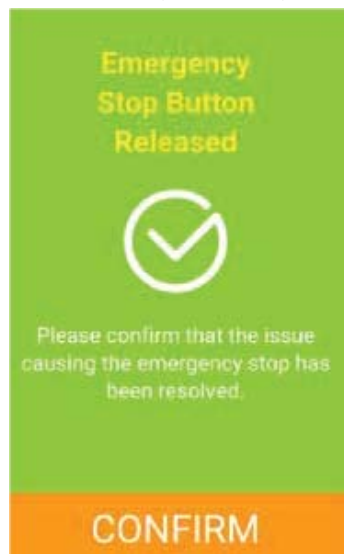 Emergency
Stop Button
Released
Please confirm that the issue
causing the emergency stop has
been resolved.
CONFIRM